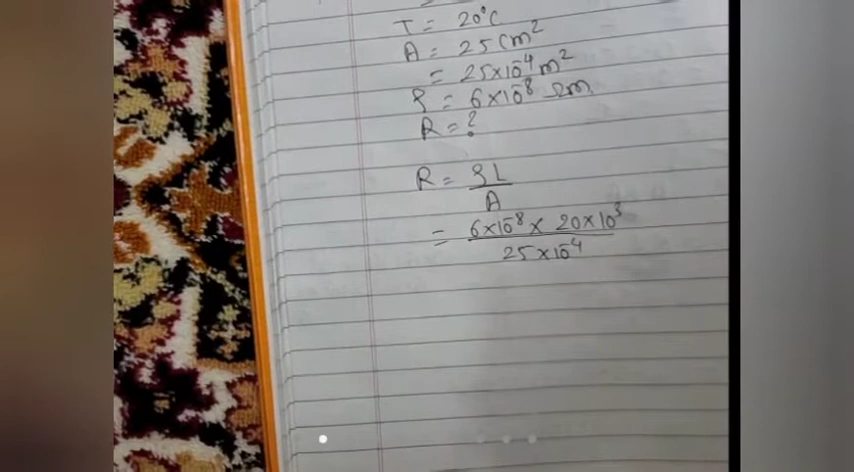 T = 20°C
A = 25 cm²
= 25×10⁻⁴ m²
ρ = 6×10⁻⁸ Ωm
R = ?
R = ρL / A
= 6×10⁻⁸ × 20×10³ / 25×10⁻⁴